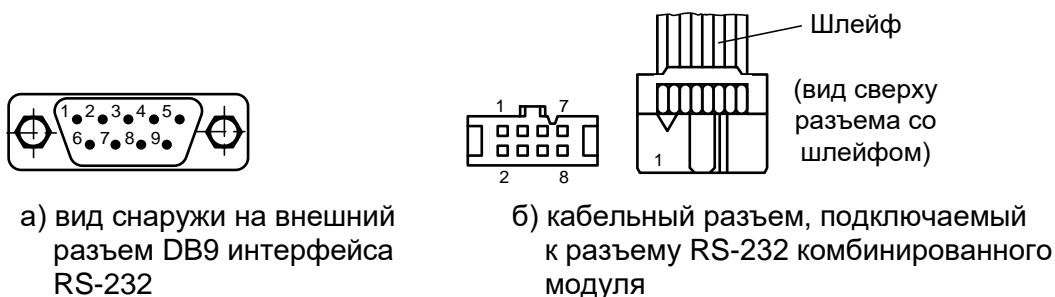 1 2 3 4 5
6 7 8 9
а) вид снаружи на внешний
разъем DB9 интерфейса
RS-232
1 7
2 8
1
Шлейф
(вид сверху
разъема со
шлейфом)
б) кабельный разъем, подключаемый
к разъему RS-232 комбинированного
модуля